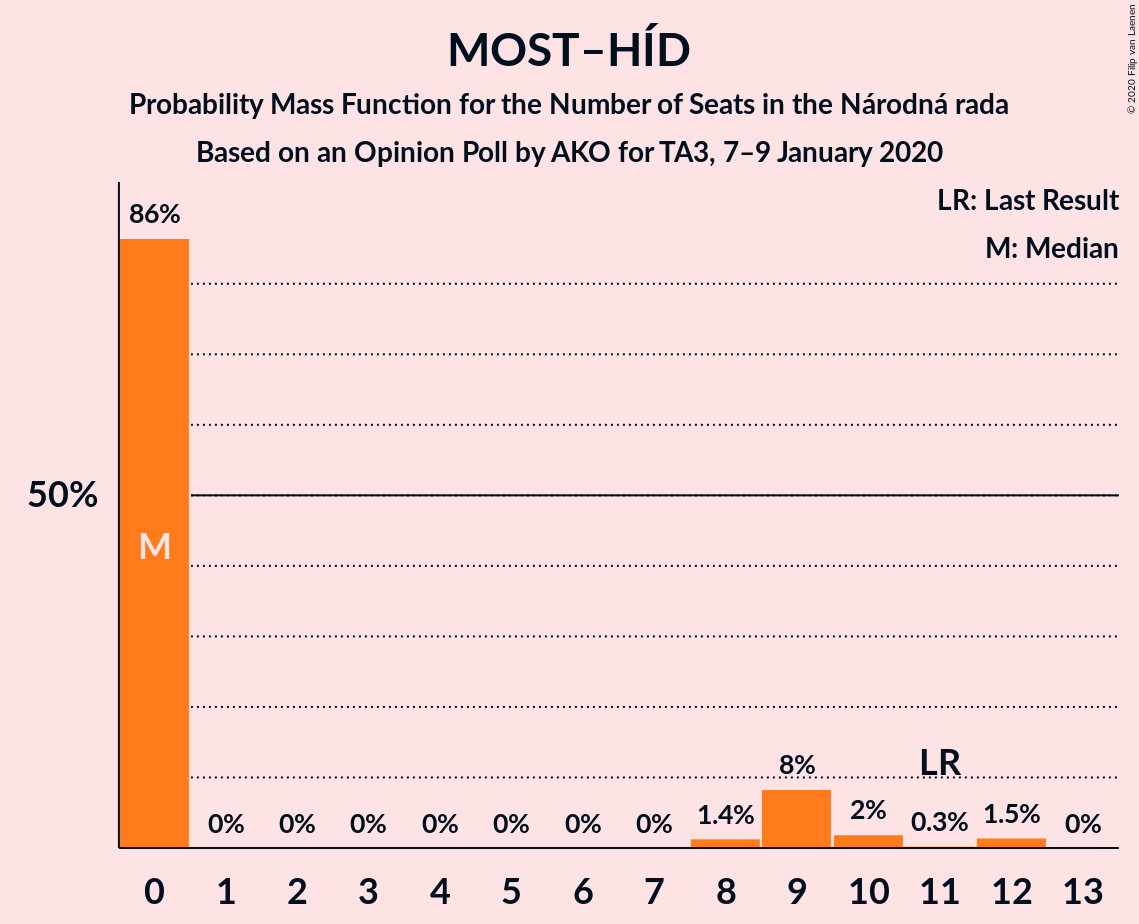 MOST–HÍD
Probability Mass Function for the Number of Seats in the Národná rada
Based on an Opinion Poll by AKO for TA3, 7–9 January 2020
© 2020 Filip van Laenen
LR: Last Result
M: Median
86%
50%
M
LR
0% 0% 0% 0% 0% 0% 0% 1.4% 8% 2% 0.3% 1.5% 0%
0 1 2 3 4 5 6 7 8 9 10 11 12 13